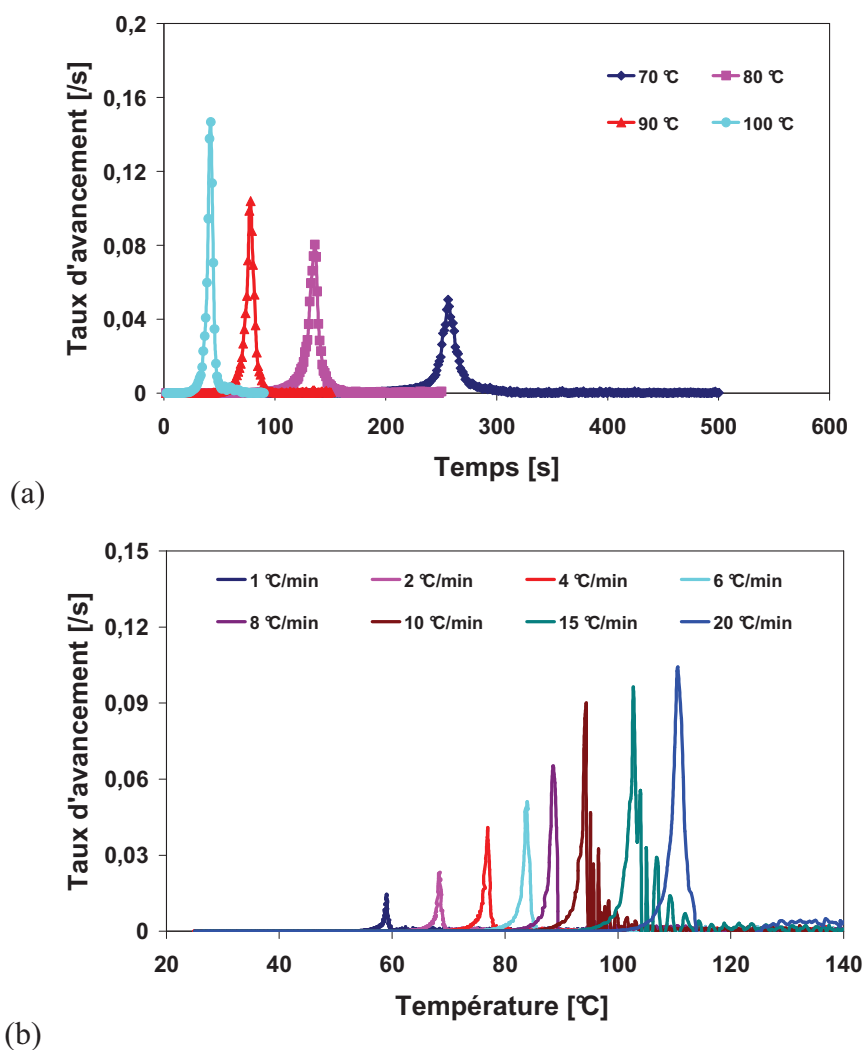 0,2
0,16
0,12
0,08
0,04
0
Taux d'avancement [/s]
70 °C
80 °C
90 °C
100 °C
0 100 200 300 400 500 600
Temps [s]
(a)
0,15
0,12
0,09
0,06
0,03
0
Taux d'avancement [/s]
1 °C/min 2 °C/min 4 °C/min 6 °C/min
8 °C/min 10 °C/min 15 °C/min 20 °C/min
20 40 60 80 100 120 140
Température [°C]
(b)